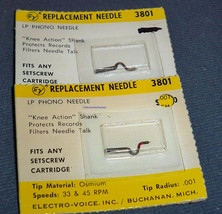 EV REPLACEMENT NEEDLE 3801
LP PHONO NEEDLE
"Knee Action" Shank
Protects Records
Filters Needle Talk
FITS ANY
SETSCREW
CARTRIDGE
EV REPLACEMENT NEEDLE 3801
LP PHONO NEEDLE
.001
"Knee Action" Shank
Protects Records
Filters Needle Talk
FITS ANY
SETSCREW
CARTRIDGE
Tip Material: Osmium Tip Radius: .001
Speeds: 33 & 45 RPM
ELECTRO-VOICE, INC. / BUCHANAN, MICH.